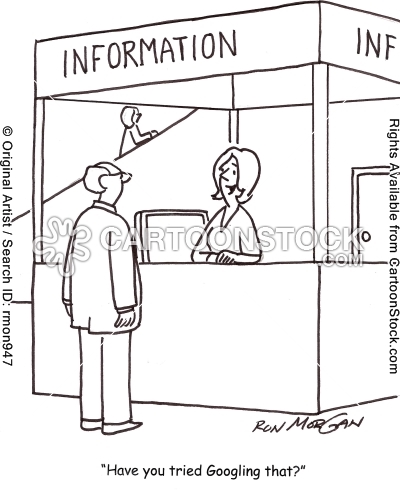 INFORMATION
INF
© Original Artist / Search ID: rmon947
Rights Available from CartoonStock.com
CARTOONSTOCK
.com
RON MORGAN
“Have you tried Googling that?”